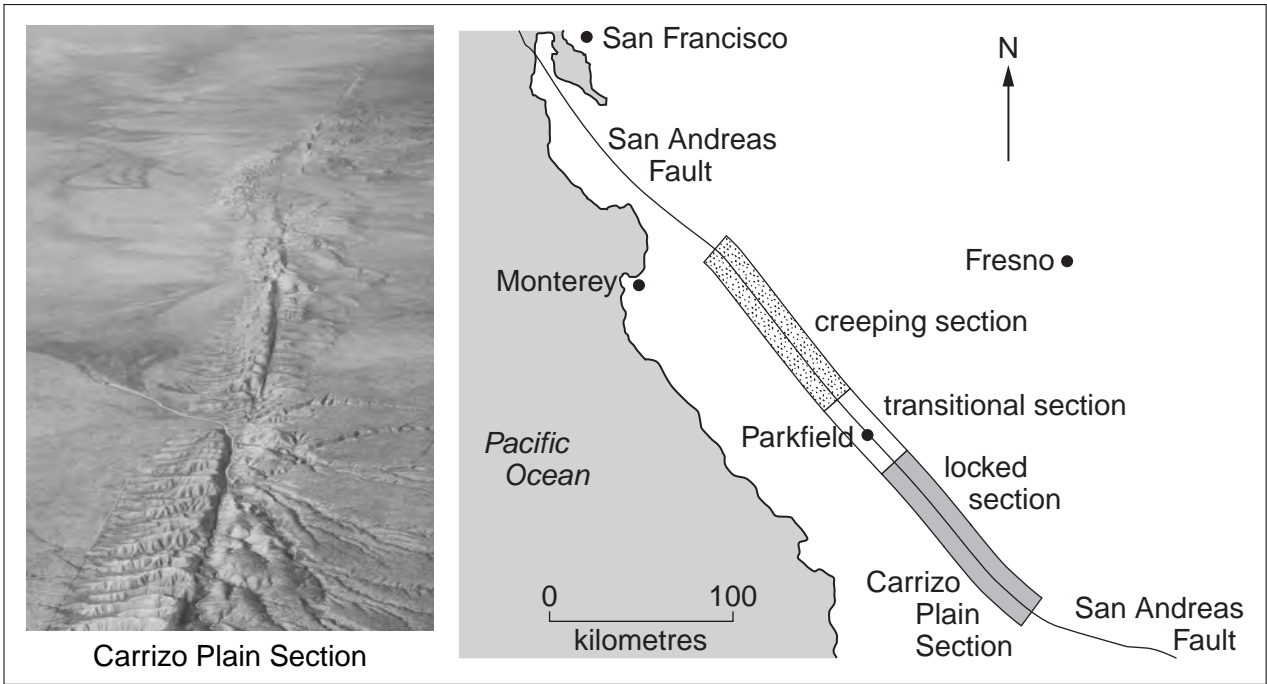 Carrizo Plain Section
San Francisco
N
San Andreas
Fault
Fresno
Monterey
creeping section
transitional section
Parkfield
Pacific
Ocean
locked
section
Carrizo
Plain
Section
San Andreas
Fault
0 100
kilometres